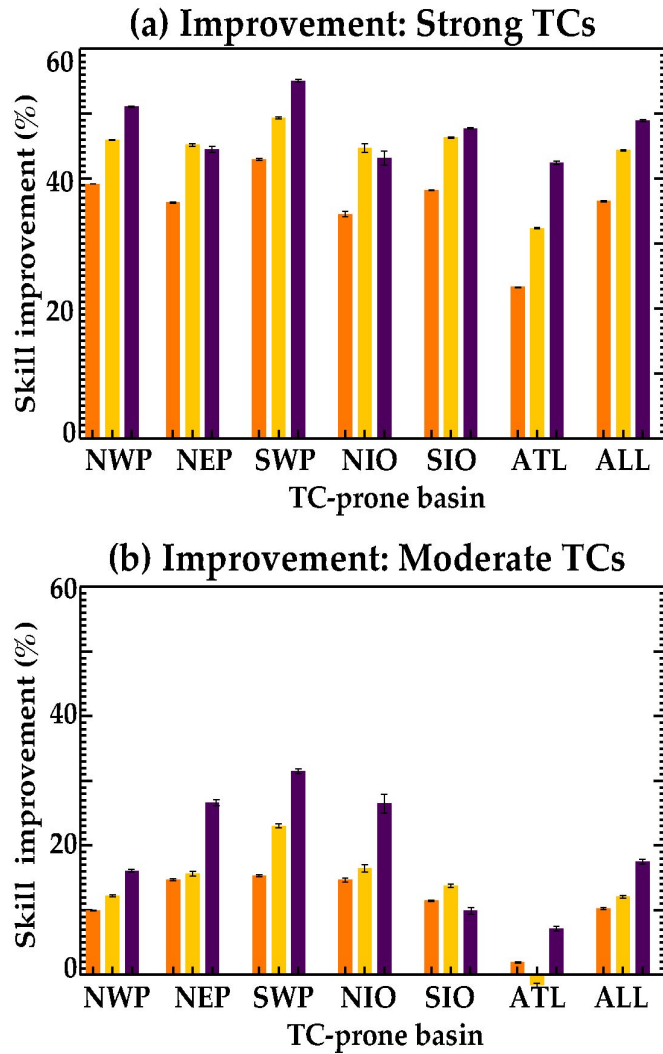 (a) Improvement: Strong TCs
60
40
20
0
Skill improvement (%)
NWP NEP SWP NIO SIO ATL ALL
TC-prone basin
(b) Improvement: Moderate TCs
60
40
20
0
Skill improvement (%)
NWP NEP SWP NIO SIO ATL ALL
TC-prone basin